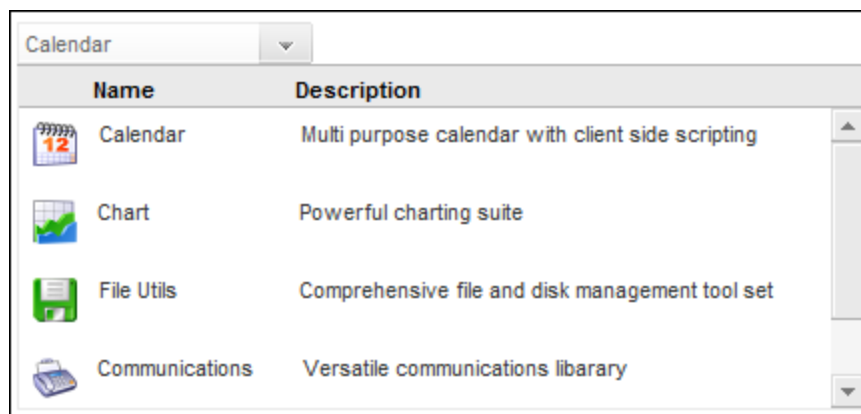 Calendar
Name Description
12
Calendar Multi purpose calendar with client side scripting
Chart Powerful charting suite
File Utils Comprehensive file and disk management tool set
Communications Versatile communications libarary